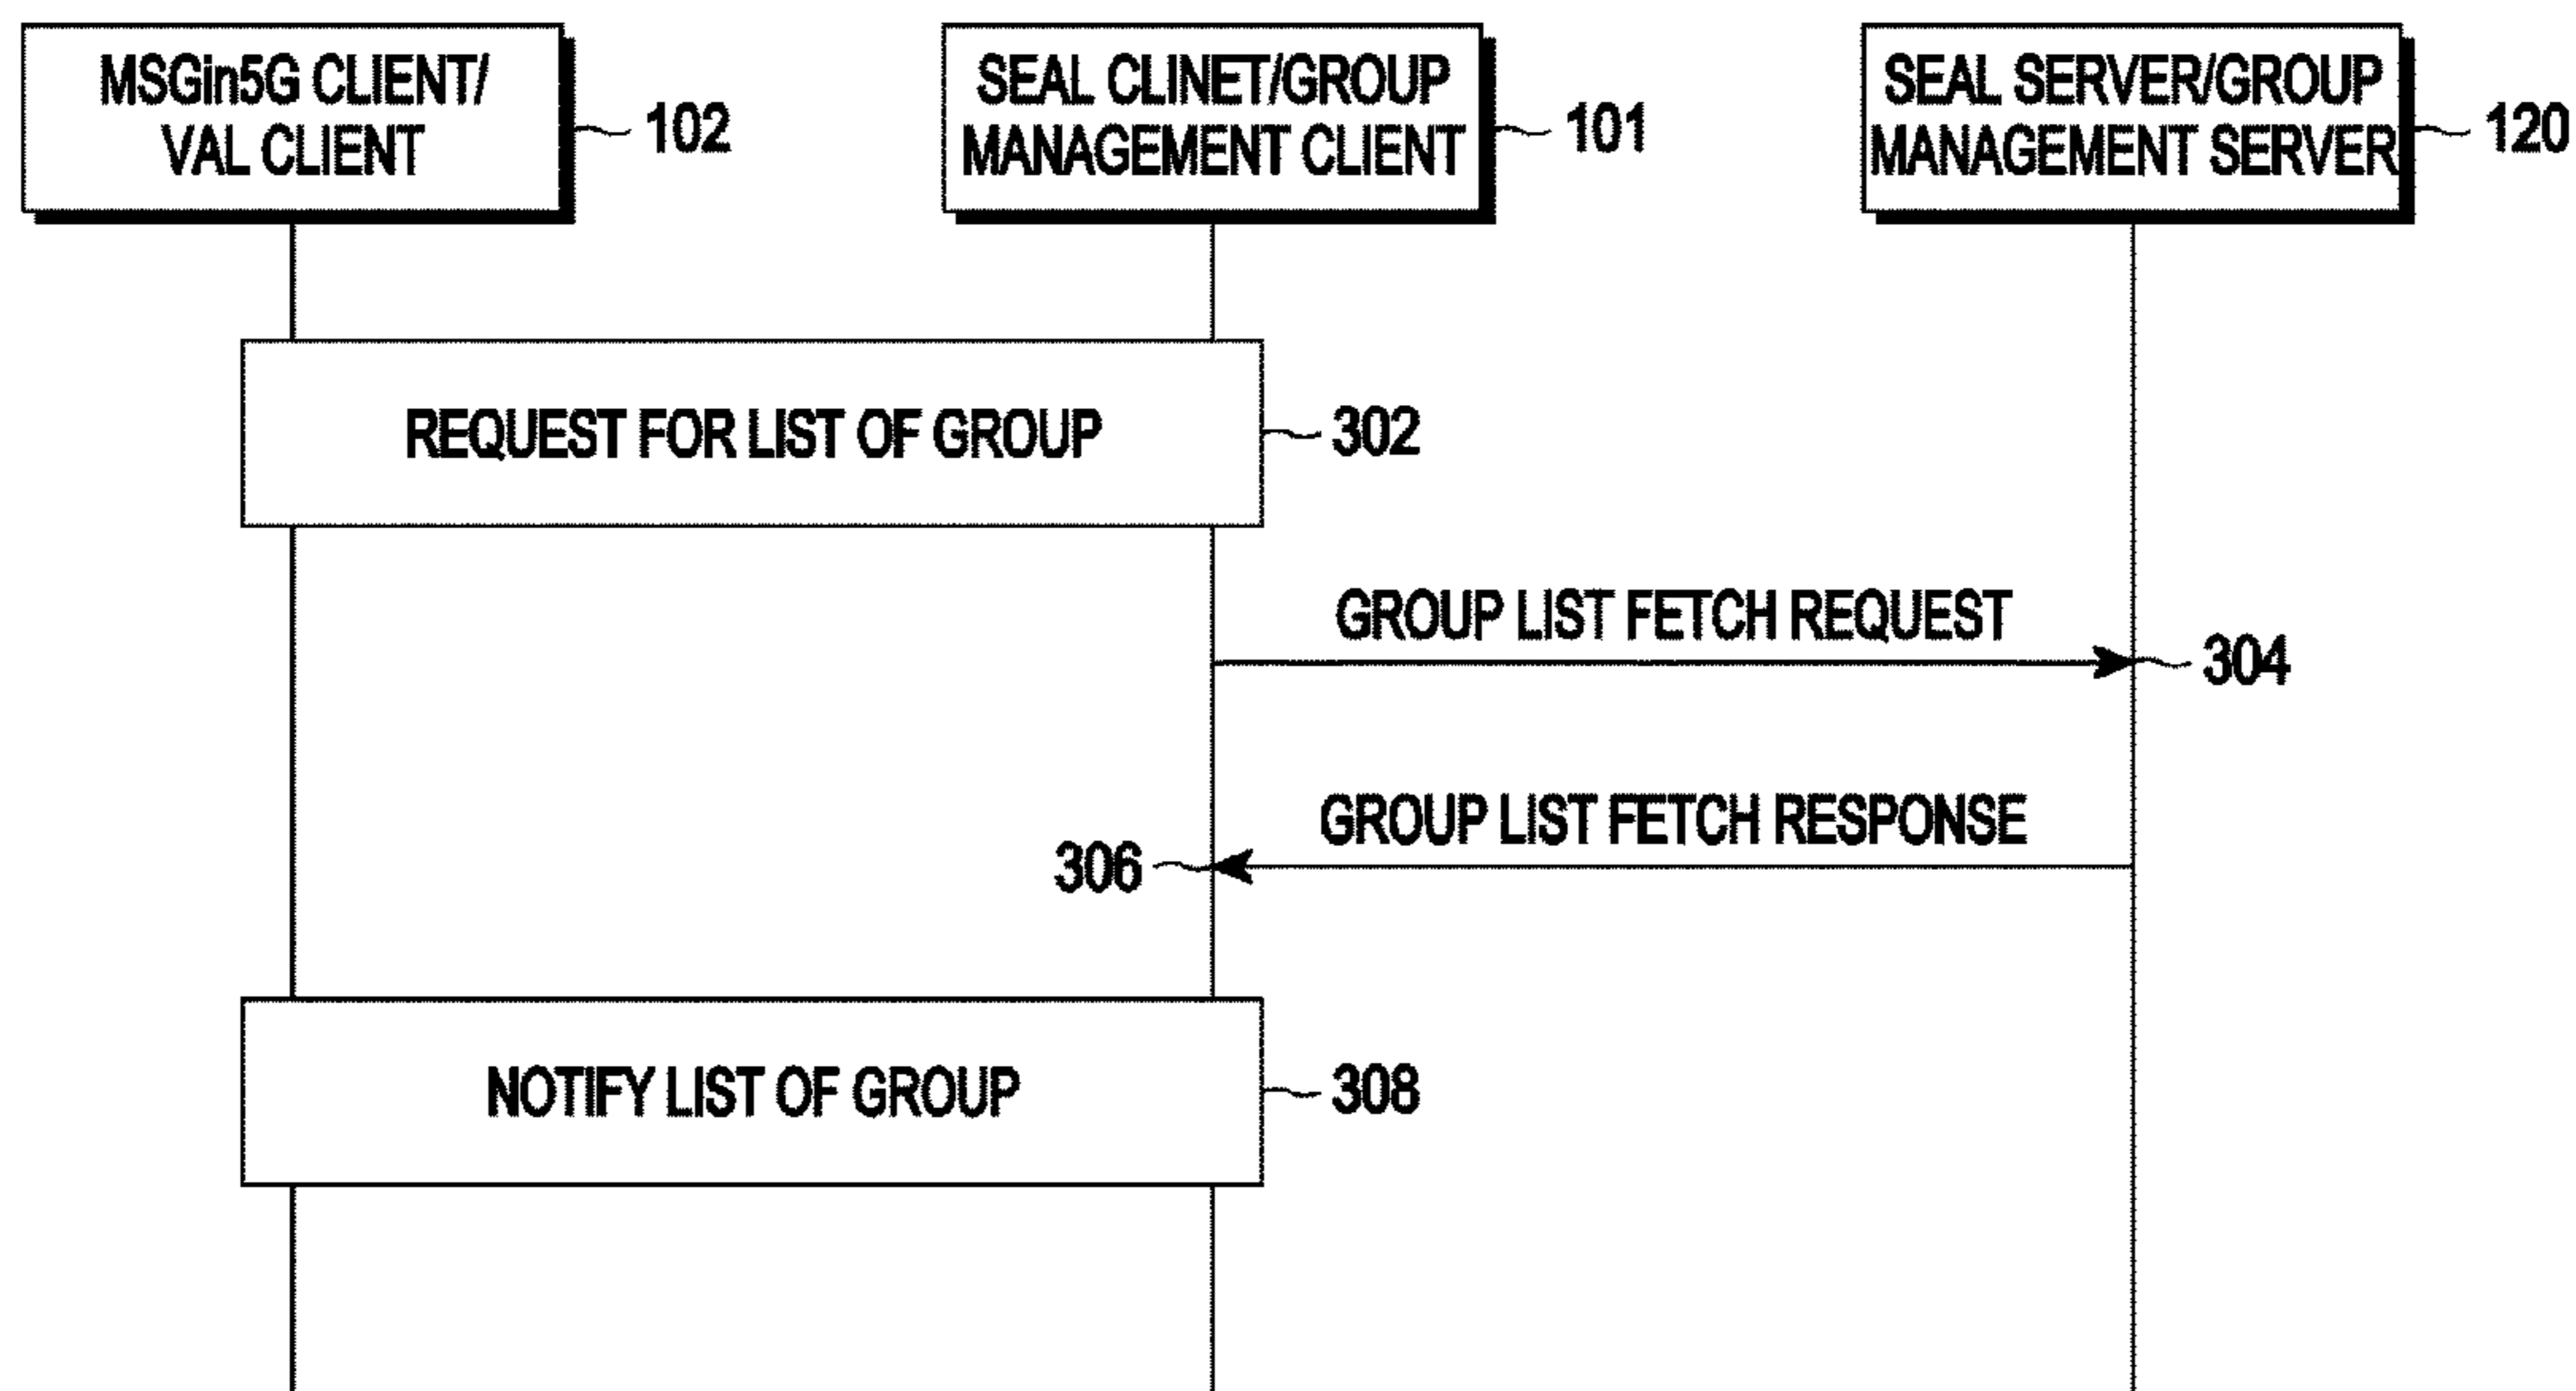 MSGin5G CLIENT/
VAL CLIENT
102
SEAL CLINET/GROUP
MANAGEMENT CLIENT
101
SEAL SERVER/GROUP
MANAGEMENT SERVER
120
REQUEST FOR LIST OF GROUP
302
GROUP LIST FETCH REQUEST
304
GROUP LIST FETCH RESPONSE
306
NOTIFY LIST OF GROUP
308